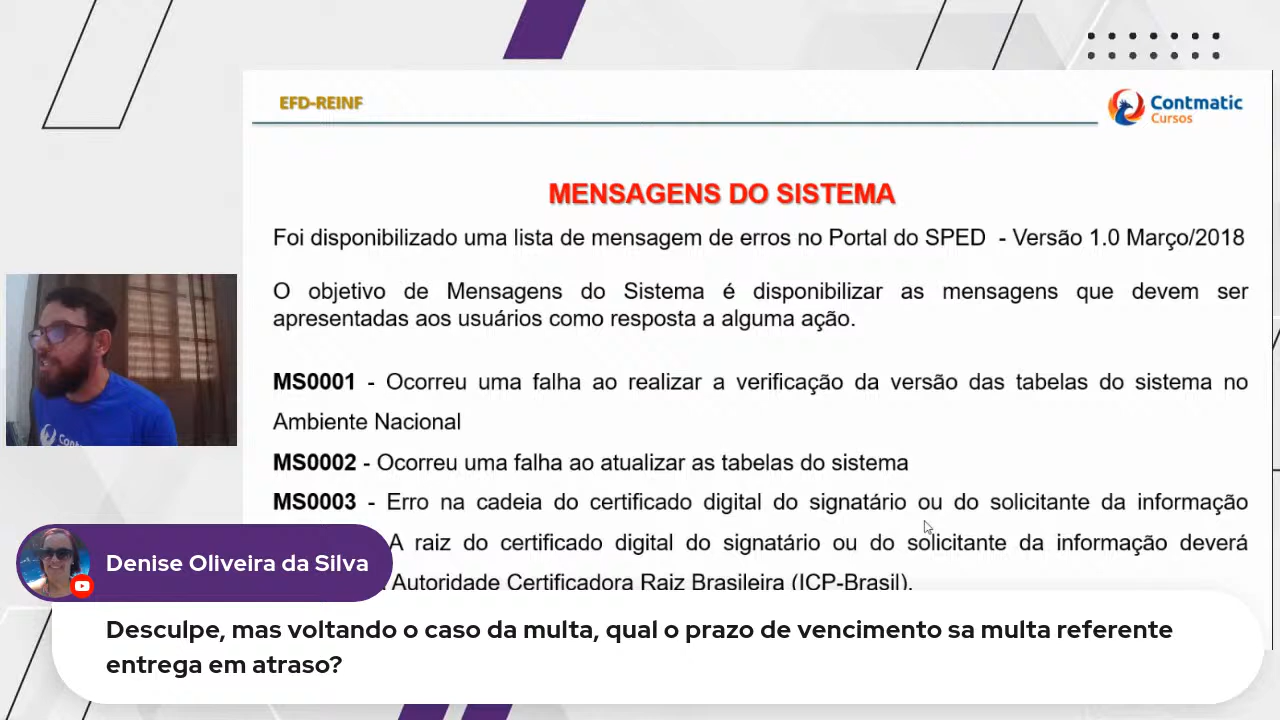 EFD-REINF
Contmatic
Cursos
MENSAGENS DO SISTEMA
Foi disponibilizado uma lista de mensagem de erros no Portal do SPED - Versão 1.0 Março/2018
O objetivo de Mensagens do Sistema é disponibilizar as mensagens que devem ser
apresentadas aos usuários como resposta a alguma ação.
MS0001 - Ocorreu uma falha ao realizar a verificação da versão das tabelas do sistema no
Ambiente Nacional
MS0002 - Ocorreu uma falha ao atualizar as tabelas do sistema
MS0003 - Erro na cadeia do certificado digital do signatário ou do solicitante da informação
A raiz do certificado digital do signatário ou do solicitante da informação deverá
Autoridade Certificadora Raiz Brasileira (ICP-Brasil).
Denise Oliveira da Silva
Desculpe, mas voltando o caso da multa, qual o prazo de vencimento sa multa referente
entrega em atraso?